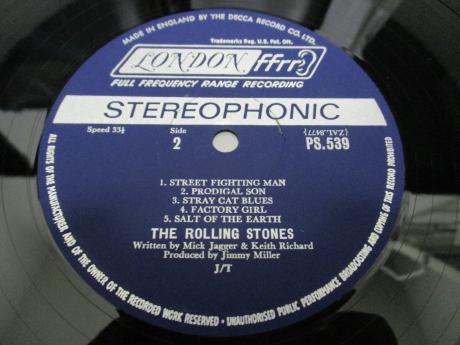 MADE IN ENGLAND BY THE DECCA RECORD CO. LTD.
Trademarks Reg. U.S. Pat. Off.
LONDON ffrr
FULL FREQUENCY RANGE RECORDING
STEREOPHONIC
Speed 33⅓
Side
2
PS.539
1. STREET FIGHTING MAN
2. PRODIGAL SON
3. STRAY CAT BLUES
4. FACTORY GIRL
5. SALT OF THE EARTH
THE ROLLING STONES
Written by Mick Jagger & Keith Richard
Produced by Jimmy Miller
J/T
ALL RIGHTS OF THE MANUFACTURER AND OF THE OWNER OF THE RECORDED WORK RESERVED • UNAUTHORISED PUBLIC PERFORMANCE, BROADCASTING AND COPYING OF THIS RECORD PROHIBITED